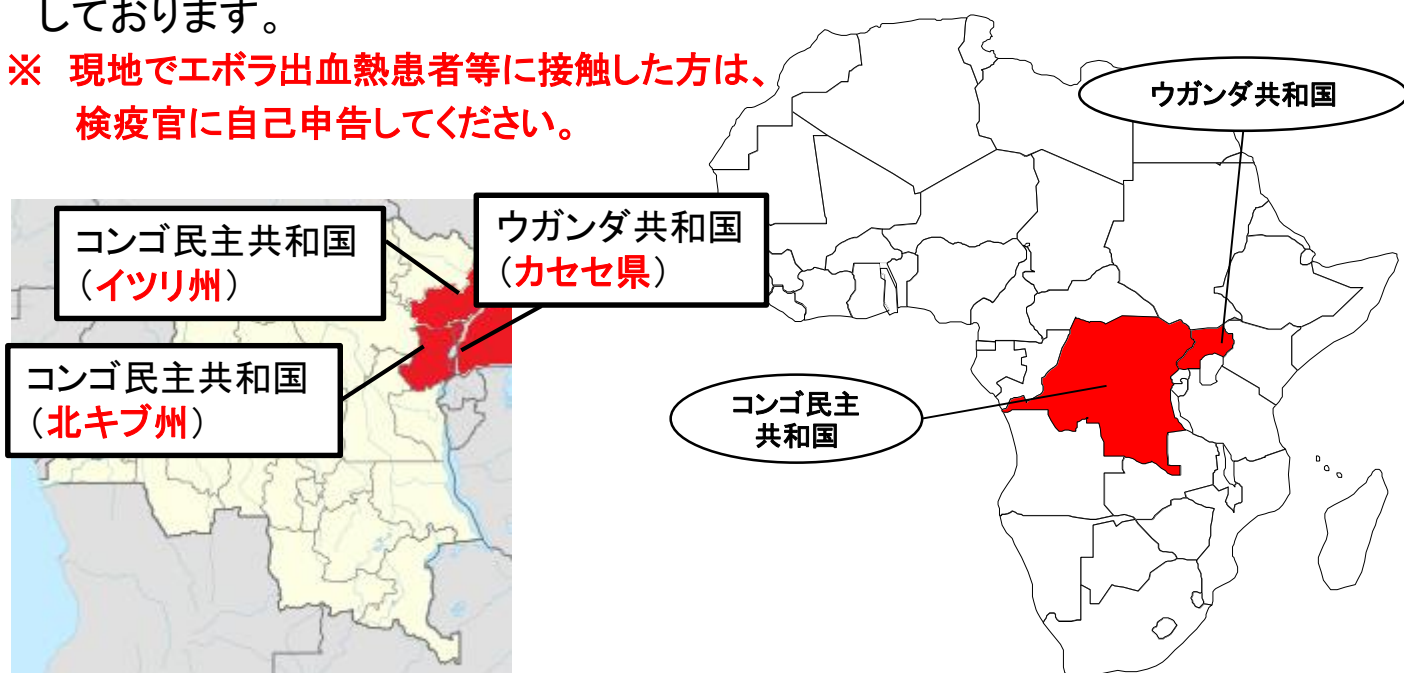 しております。
※ 現地でエボラ出血熱患者等に接触した方は、
検疫官に自己申告してください。
ウガンダ共和国
コンゴ民主共和国
（イツリ州）
ウガンダ共和国
（カセセ県）
コンゴ民主共和国
（北キブ州）
コンゴ民主
共和国